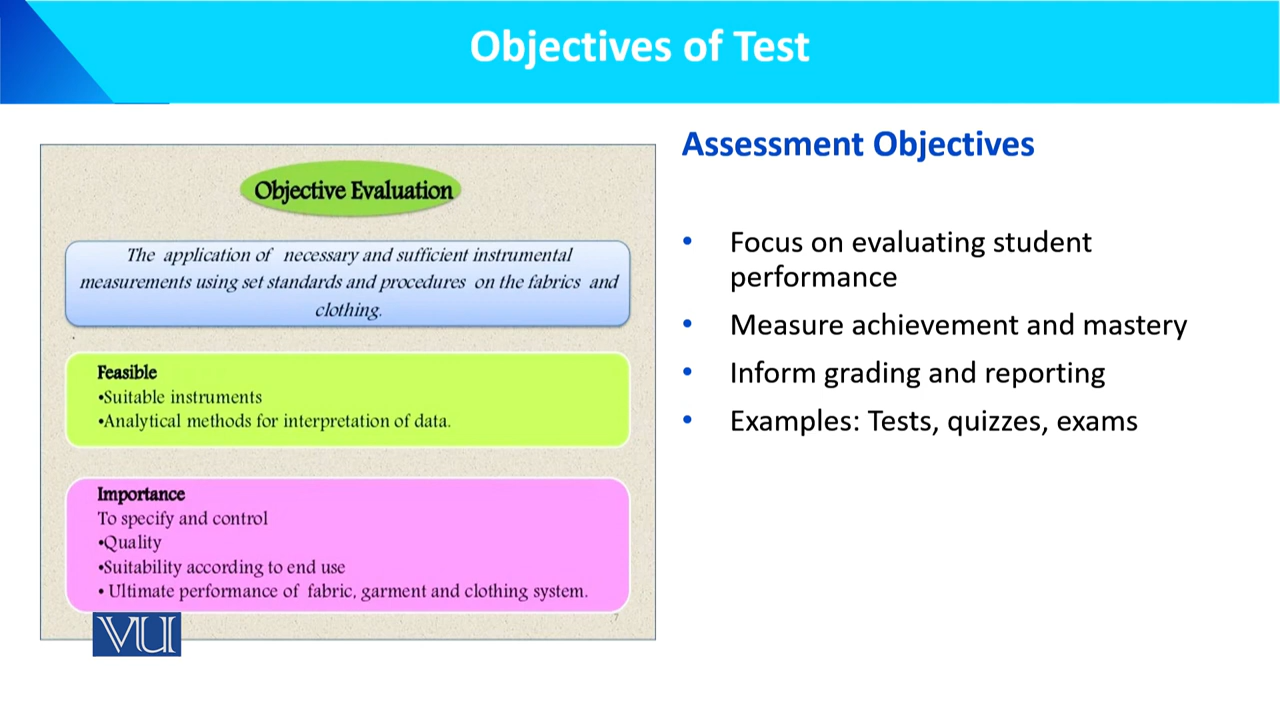 Objectives of Test
Objective Evaluation
The application of necessary and sufficient instrumental
measurements using set standards and procedures on the fabrics and
clothing.
Feasible
•Suitable instruments
•Analytical methods for interpretation of data.
Importance
To specify and control
•Quality
•Suitability according to end use
• Ultimate performance of fabric, garment and clothing system.
7
VU
Assessment Objectives
• Focus on evaluating student
performance
• Measure achievement and mastery
• Inform grading and reporting
• Examples: Tests, quizzes, exams